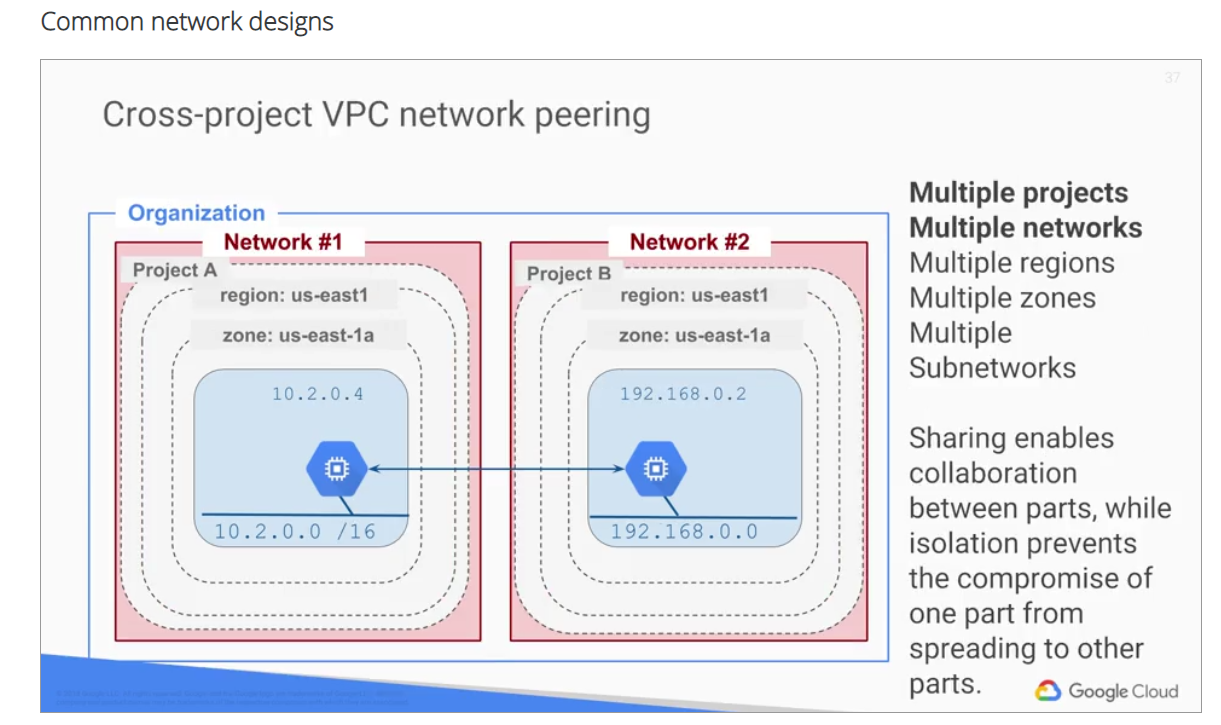 Common network designs
37
Cross-project VPC network peering
Organization
Network #1
Project A
region: us-east1
zone: us-east-1a
10.2.0.4
10.2.0.0 /16
Network #2
Project B
region: us-east1
zone: us-east-1a
192.168.0.2
192.168.0.0
Multiple projects
Multiple networks
Multiple regions
Multiple zones
Multiple
Subnetworks
Sharing enables
collaboration
between parts, while
isolation prevents
the compromise of
one part from
spreading to other
parts.
Google Cloud